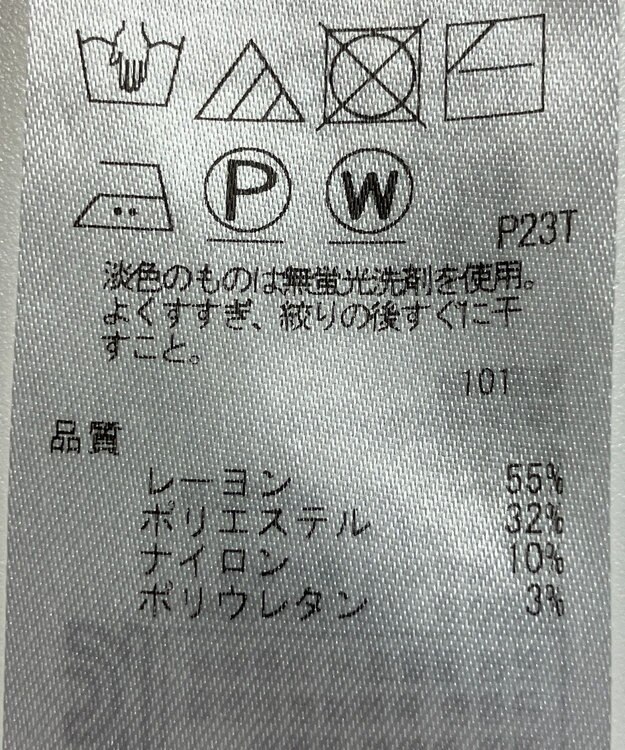 P W
P23T
淡色のものは無蛍光洗剤を使用。
よくすすぎ、絞りの後すぐに干
すこと。
101
品質
レーヨン 55%
ポリエステル 32%
ナイロン 10%
ポリウレタン 3%